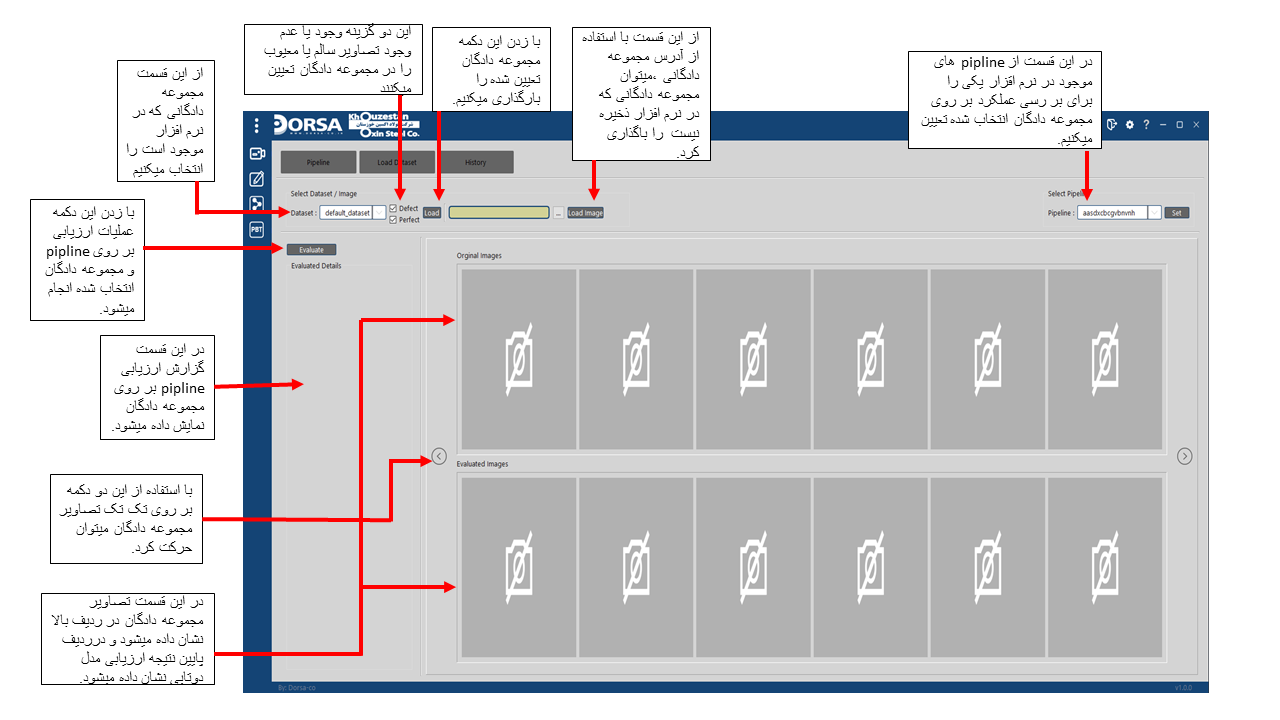 این دو گزینه وجود یا عدم
وجود تصاویر سالم یا معیوب
را در مجموعه دادگان تعیین
میکنند
با زدن این دکمه
مجموعه دادگان
تعیین شده را
بارگذاری میکنیم.
از این قسمت با استفاده
از آدرس مجموعه
دادگانی ،میتوان
مجموعه دادگانی که
در نرم افزار ذخیره
نیست را باگذاری
کرد.
در این قسمت از pipline های
موجود در نرم افزار یکی را
برای بر رسی عملکرد بر روی
مجموعه دادگان انتخاب شده تعیین
میکنیم.
از این قسمت
مجموعه
دادگانی که در
نرم افزار
موجود است را
انتخاب میکنیم
با زدن این دکمه
عملیات ارزیابی
بر روی pipline
و مجموعه دادگان
انتخاب شده انجام
میشود.
در این قسمت
گزارش ارزیابی
pipline بر روی
مجموعه دادگان
نمایش داده میشود.
با استفاده از این دو دکمه
بر روی تک تک تصاویر
مجموعه دادگان میتوان
حرکت کرد.
در این قسمت تصاویر
مجموعه دادگان در ردیف بالا
نشان داده میشود و درردیف
پایین نتیجه ارزیابی مدل
دوتایی نشان داده میشود.
DORSA
Khouzestan
شرکت فولاد اکسین خوزستان
Oxin Steel Co.
?
PBT
Pipeline
Load Dataset
History
Select Dataset / Image
Dataset :
default_dataset
Defect
Perfect
Load
...
Load Image
Select Pipeline
Pipeline :
aasdxcbcgvbnvnh
Set
Evaluate
Evaluated Details
Orginal Images
Evaluated Images
By: Dorsa-co
v1.0.0